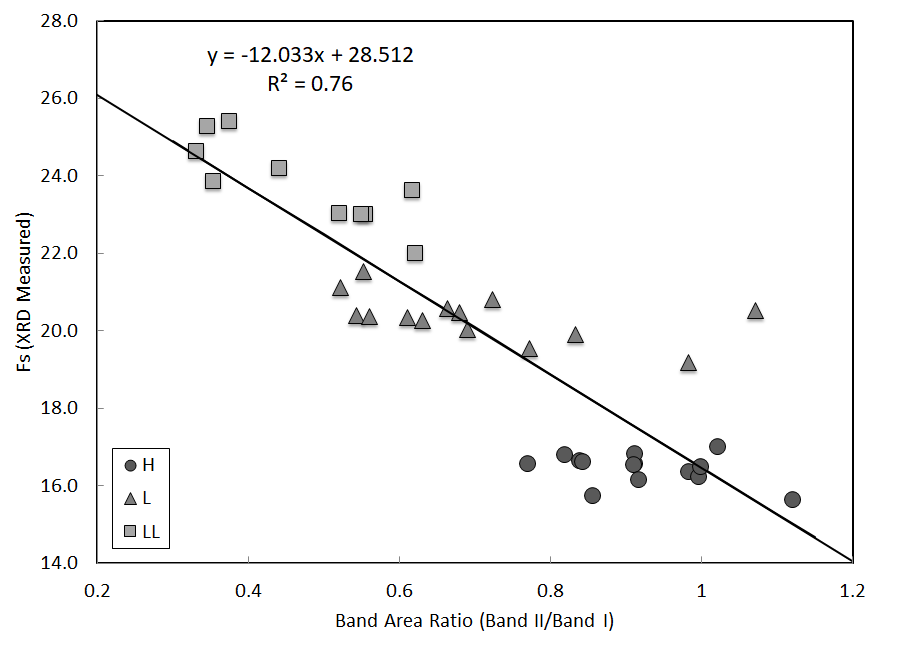 28.0
y = -12.033x + 28.512
R² = 0.76
26.0
24.0
22.0
20.0
18.0
16.0
14.0
Fs (XRD Measured)
H
L
LL
0.2 0.4 0.6 0.8 1 1.2
Band Area Ratio (Band II/Band I)